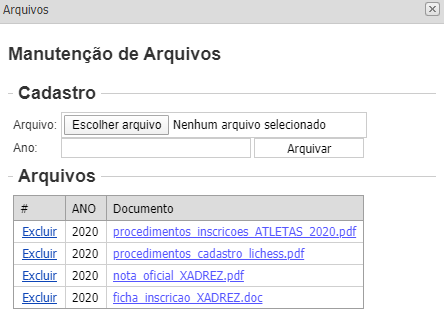 Arquivos
Manutenção de Arquivos
Cadastro
Arquivo: Escolher arquivo Nenhum arquivo selecionado
Ano: Arquivar
Arquivos
# ANO Documento
Excluir 2020 procedimentos_inscricoes_ATLETAS_2020.pdf
Excluir 2020 procedimentos_cadastro_lichess.pdf
Excluir 2020 nota_oficial_XADREZ.pdf
Excluir 2020 ficha_inscricao_XADREZ.doc